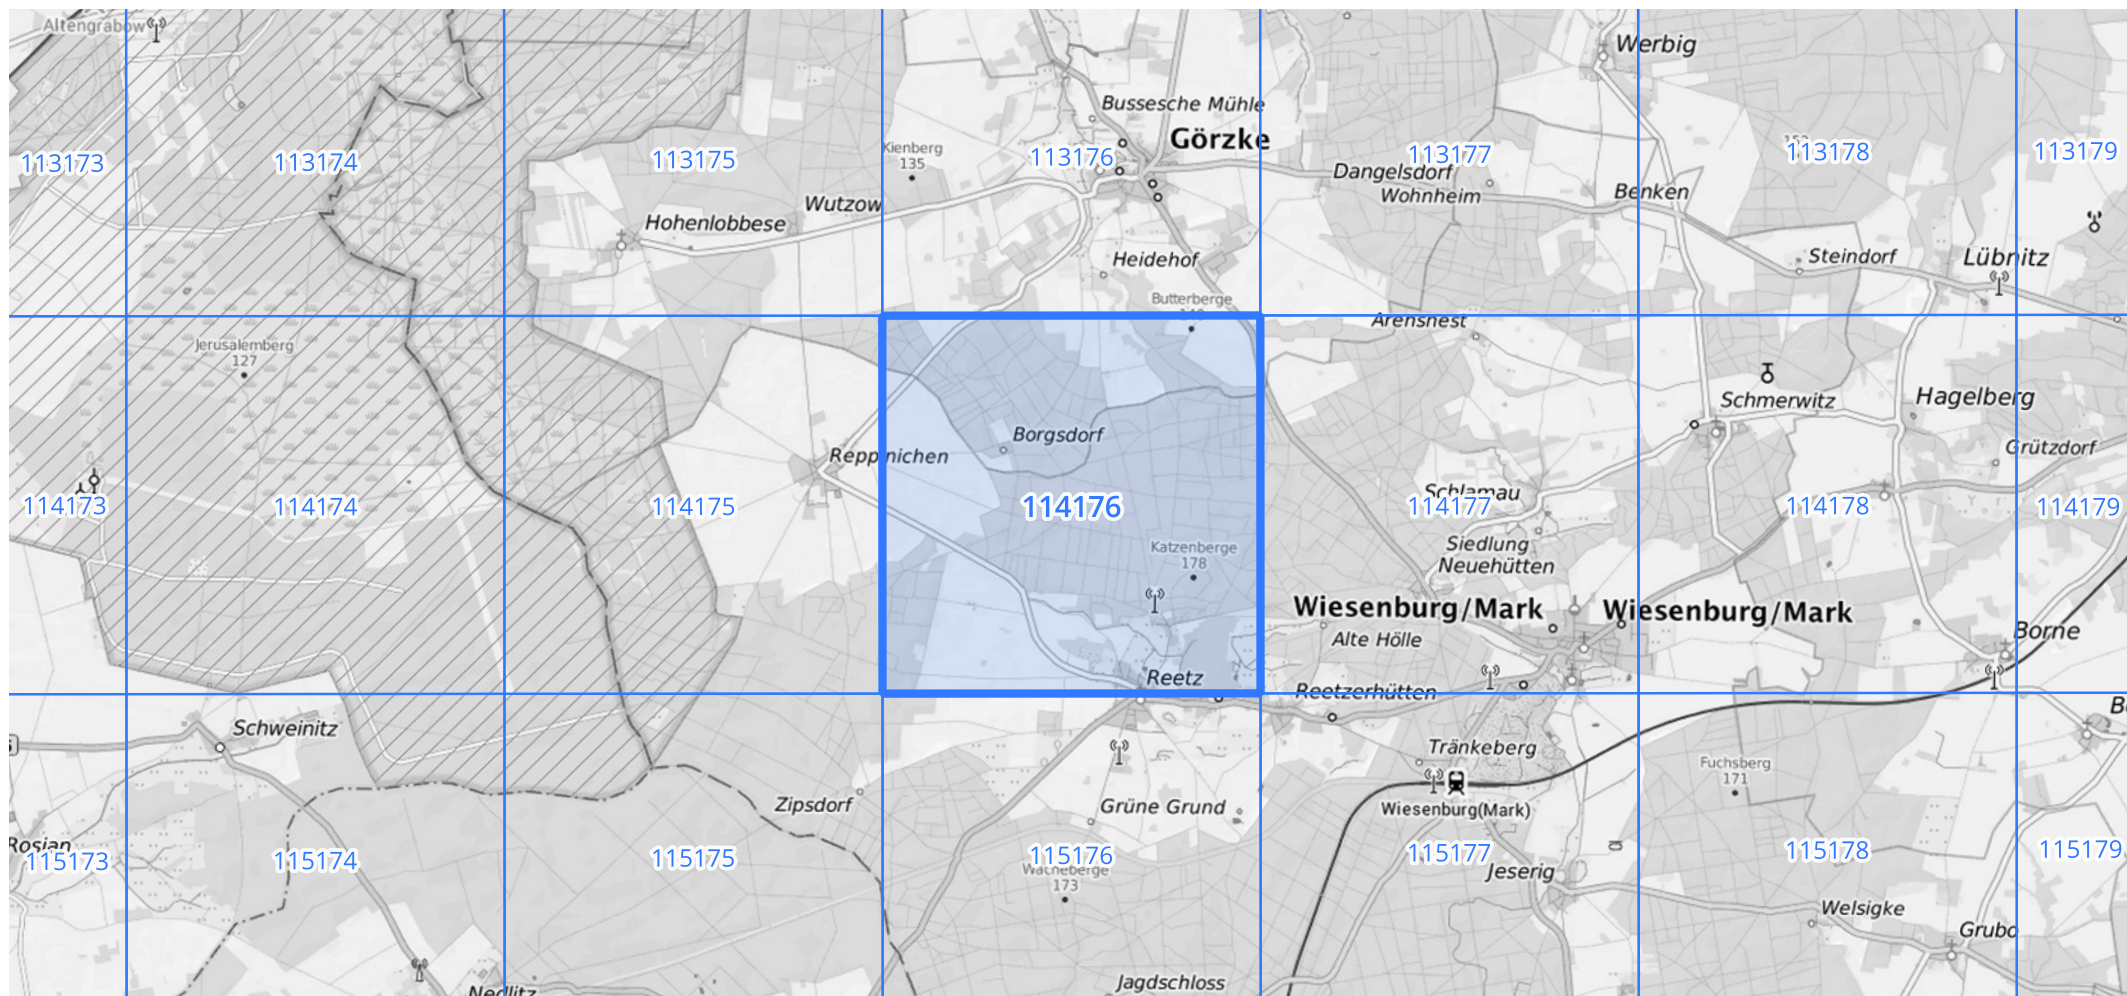 Altengrabow
Werbig
Bussesche Mühle
Görzke
Kienberg
135
113173
113174
113175
113176
113177
113178
113179
Dangelsdorf
Wohnheim
Benken
Wutzow
Hohenlobbese
Heidehof
Steindorf
Lübnitz
Butterberge
Arensnest
Jerusalemberg
127
Schmerwitz
Hagelberg
Borgsdorf
Reppinichen
Grützdorf
Schlamau
114173
114174
114175
114176
114177
114178
114179
Siedlung
Neuehütten
Katzenberge
178
Wiesenburg/Mark
Wiesenburg/Mark
Alte Hölle
Borne
Reetz
Reetzerhütten
Schweinitz
Tränkeberg
Fuchsberg
171
Zipsdorf
Grüne Grund
Wiesenburg(Mark)
Rosian
115173
115174
115175
115176
115177
115178
115179
Wacheberge
173
Jeserig
Welsigke
Grubo
Jagdschloss
Nedlitz